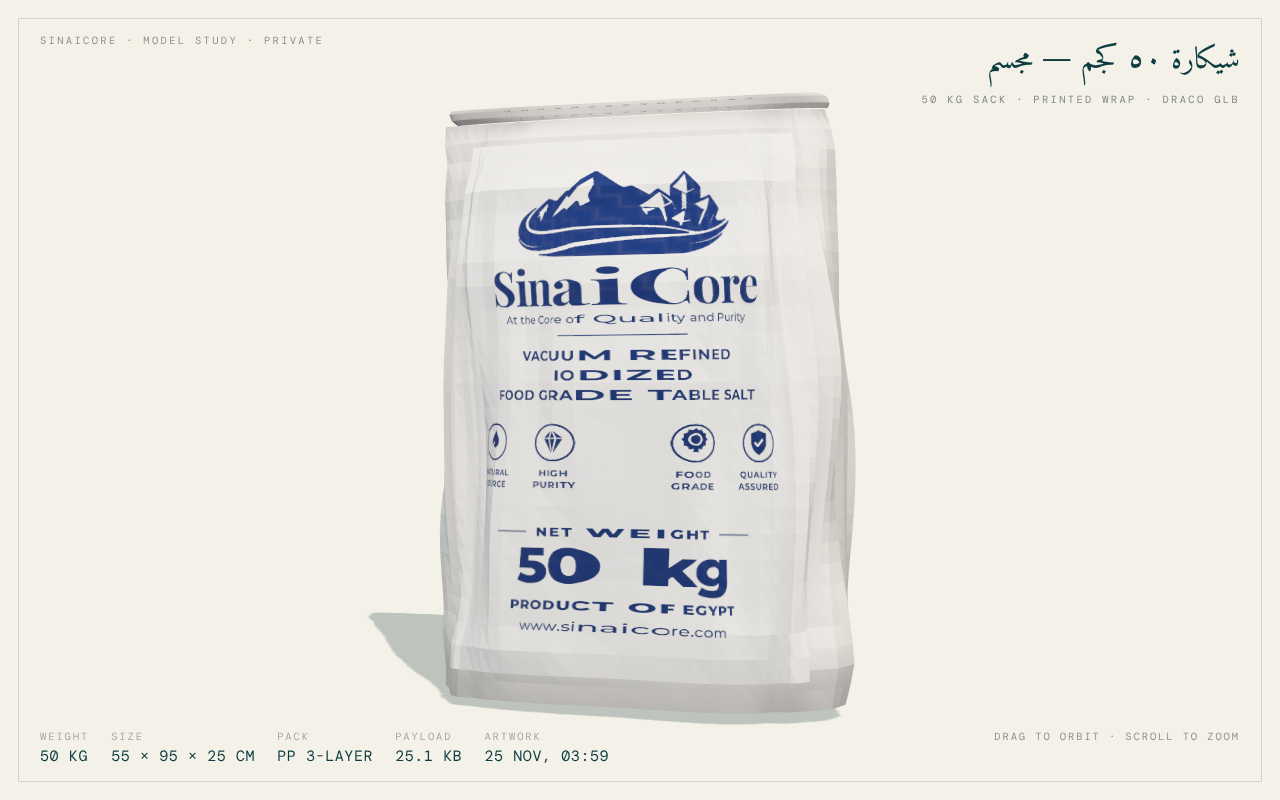 SINAICORE · MODEL STUDY · PRIVATE
شيكارة ٥٠ كجم — مجسم
50 KG SACK · PRINTED WRAP · DRACO GLB
SinaiCore
At the Core of Quality and Purity
VACUUM REFINED
IODIZED
FOOD GRADE TABLE SALT
HIGH PURITY
FOOD GRADE
QUALITY ASSURED
NET WEIGHT
50 kg
PRODUCT OF EGYPT
www.sinaicore.com
WEIGHT
50 KG
SIZE
55 × 95 × 25 CM
PACK
PP 3-LAYER
PAYLOAD
25.1 KB
ARTWORK
25 NOV, 03:59
DRAG TO ORBIT · SCROLL TO ZOOM